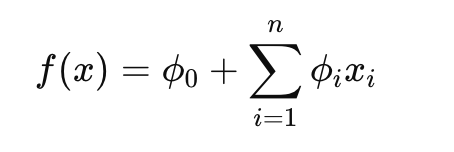 f(x) = ϕ₀ + ∑ᵢ₌₁ⁿ ϕᵢxᵢ